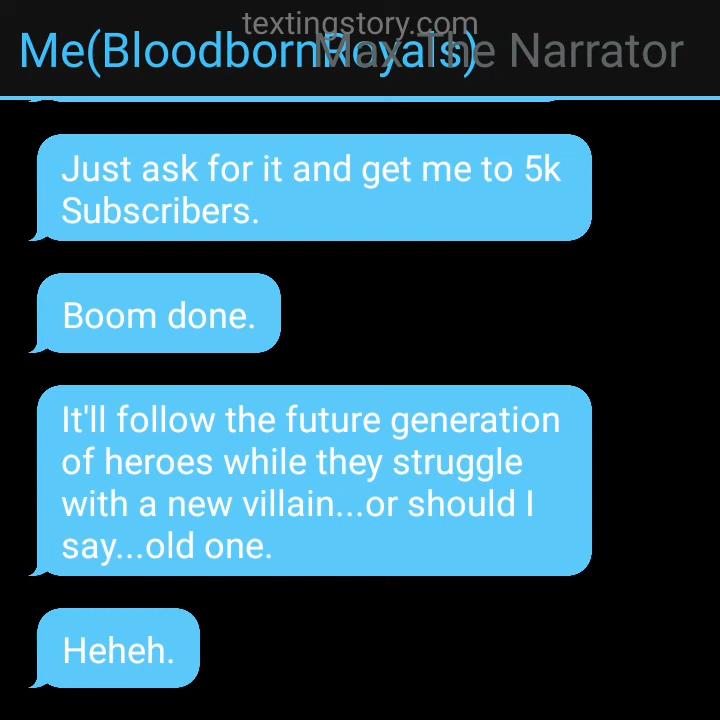 textingstory.com
Me(BloodbornRoyals) Max The Narrator
Just ask for it and get me to 5k
Subscribers.
Boom done.
It'll follow the future generation
of heroes while they struggle
with a new villain...or should I
say...old one.
Heheh.